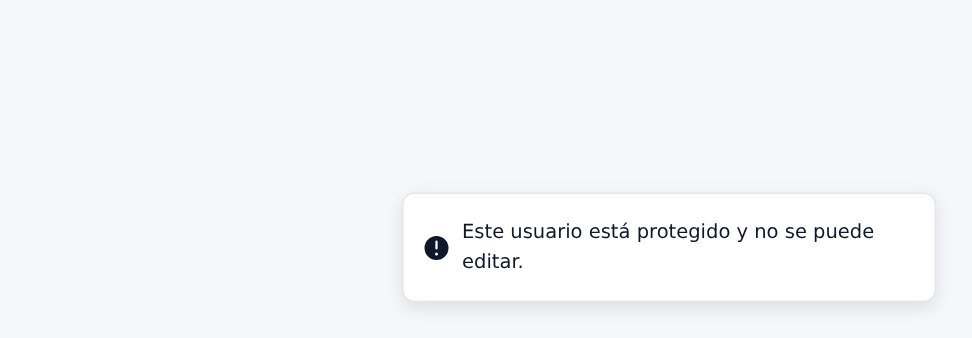 Este usuario está protegido y no se puede
editar.